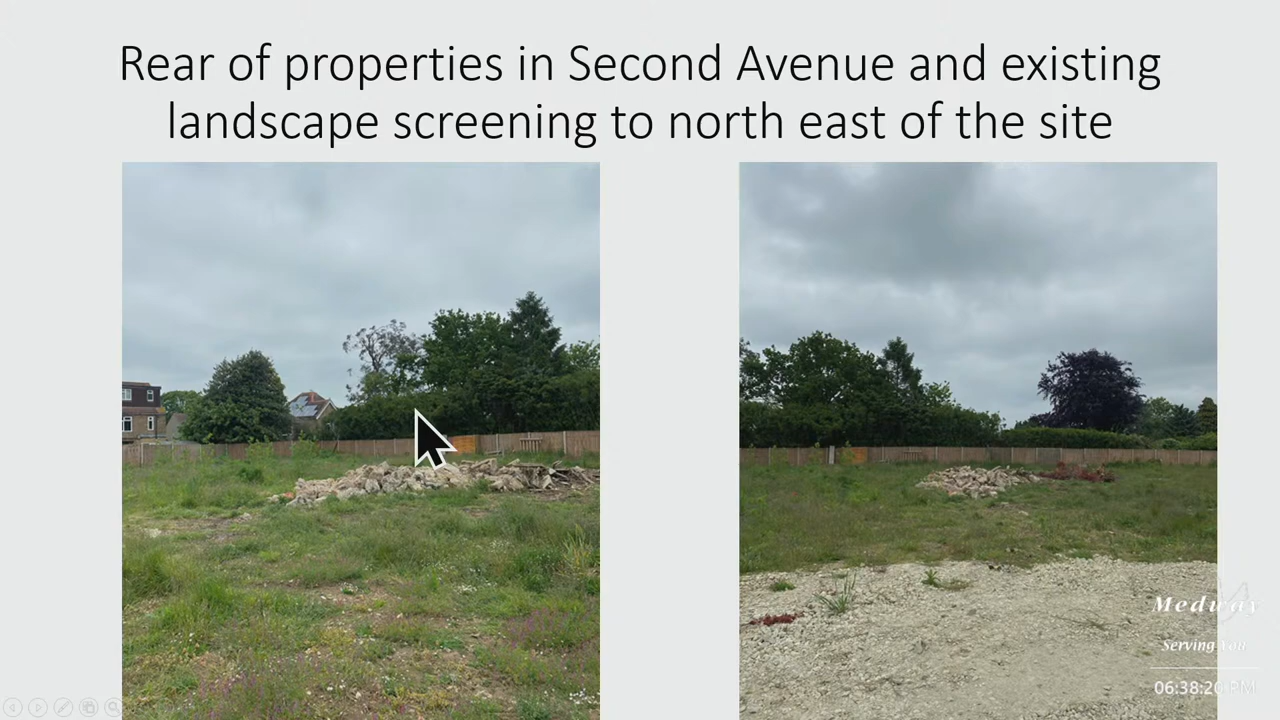 Rear of properties in Second Avenue and existing
landscape screening to north east of the site
Medway
Serving You
06:38:20 PM